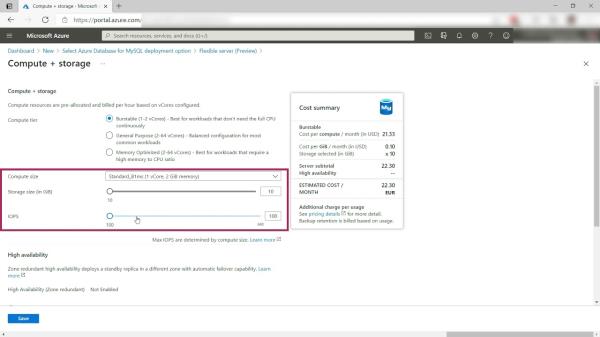 Compute + storage - Microsoft
https://portal.azure.com/
Microsoft Azure
Search resources, services, and docs (G+/)
Dashboard > New > Select Azure Database for MySQL deployment option > Flexible server (Preview) >
Compute + storage ...
Compute + storage
Compute resources are pre-allocated and billed per hour based on vCores configured.
Compute tier
Burstable (1-2 vCores) - Best for workloads that don't need the full CPU
continuously
General Purpose (2-64 vCores) - Balanced configuration for most
common workloads
Memory Optimized (2-64 vCores) - Best for workloads that require a
high memory to CPU ratio
Compute size
Standard_B1ms (1 vCore, 2 GiB memory)
Storage size (in GB)
10
10
IOPS
100
100
640
Max IOPS are determined by compute size. Learn more
High availability
Zone redundant high availability deploys a standby replica in a different zone with automatic failover capability. Learn
more
High Availability (Zone redundant) Not Enabled
Save
Cost summary
My
Burstable
Cost per compute / month (in USD) 21.33
Cost per GiB / month (in USD) 0.10
Storage selected (in GB) x 10
Server subtotal 22.30
High availability --
ESTIMATED COST / 22.30
MONTH EUR
Additional charge per usage
See pricing details for more detail.
Backup retention is billed based on usage.